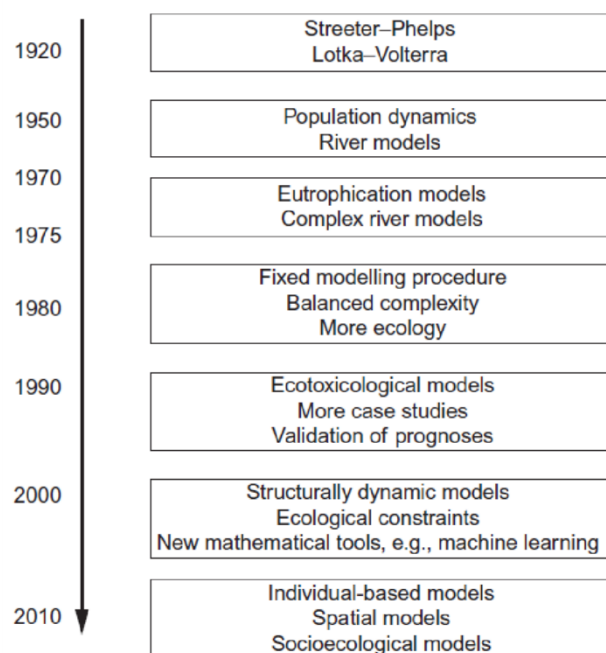 1920
Streeter–Phelps
Lotka–Volterra
1950
Population dynamics
River models
1970
Eutrophication models
Complex river models
1975
Fixed modelling procedure
Balanced complexity
More ecology
1980
1990
Ecotoxicological models
More case studies
Validation of prognoses
2000
Structurally dynamic models
Ecological constraints
New mathematical tools, e.g., machine learning
2010
Individual-based models
Spatial models
Socioecological models